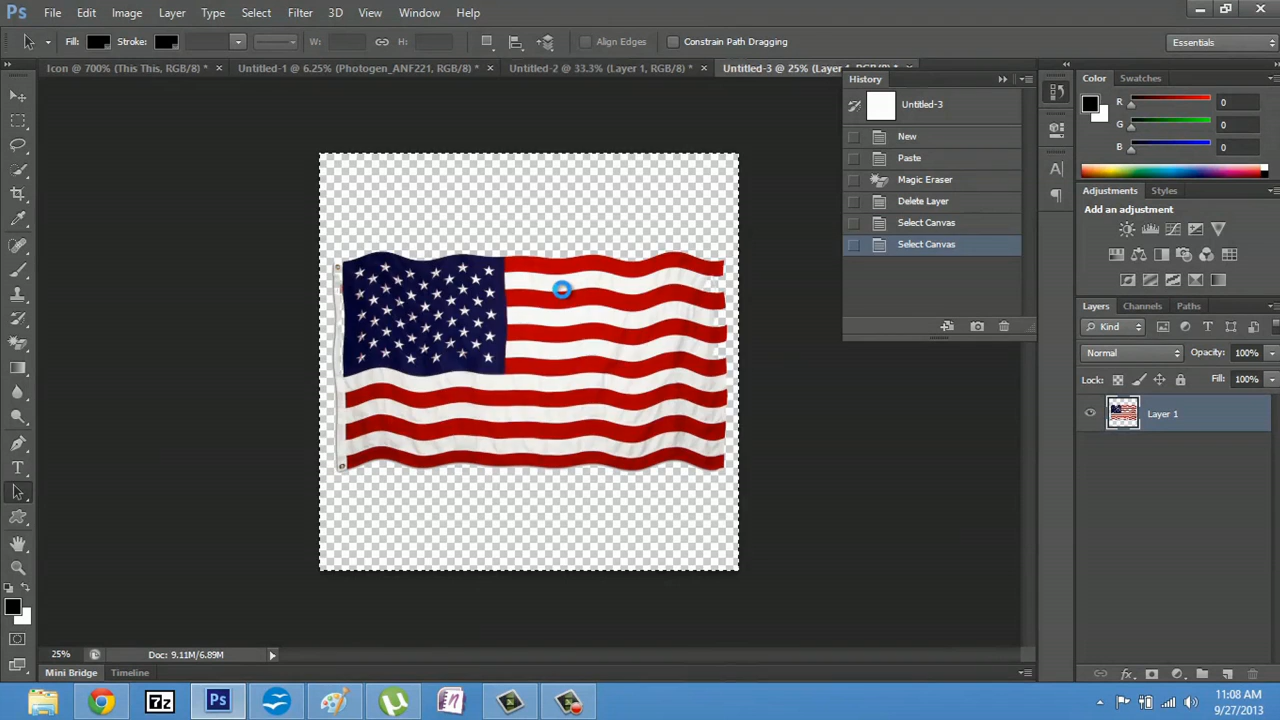 Ps File Edit Image Layer Type Select Filter 3D View Window Help
Fill: Stroke: W: H: Align Edges Constrain Path Dragging Essentials
Icon @ 700% (This This, RGB/8) * × Untitled-1 @ 6.25% (Photogen_ANF221, RGB/8) * × Untitled-2 @ 33.3% (Layer 1, RGB/8) * × Untitled-3 @ 25% (Layer
History
Untitled-3
New
Paste
Magic Eraser
Delete Layer
Select Canvas
Select Canvas
Color Swatches
R 0
G 0
B 0
Adjustments Styles
Add an adjustment
Layers Channels Paths
Kind
Normal Opacity: 100%
Lock: Fill: 100%
Layer 1
25% Doc: 9.11M/6.89M
Mini Bridge Timeline
7z Ps
11:08 AM
9/27/2013